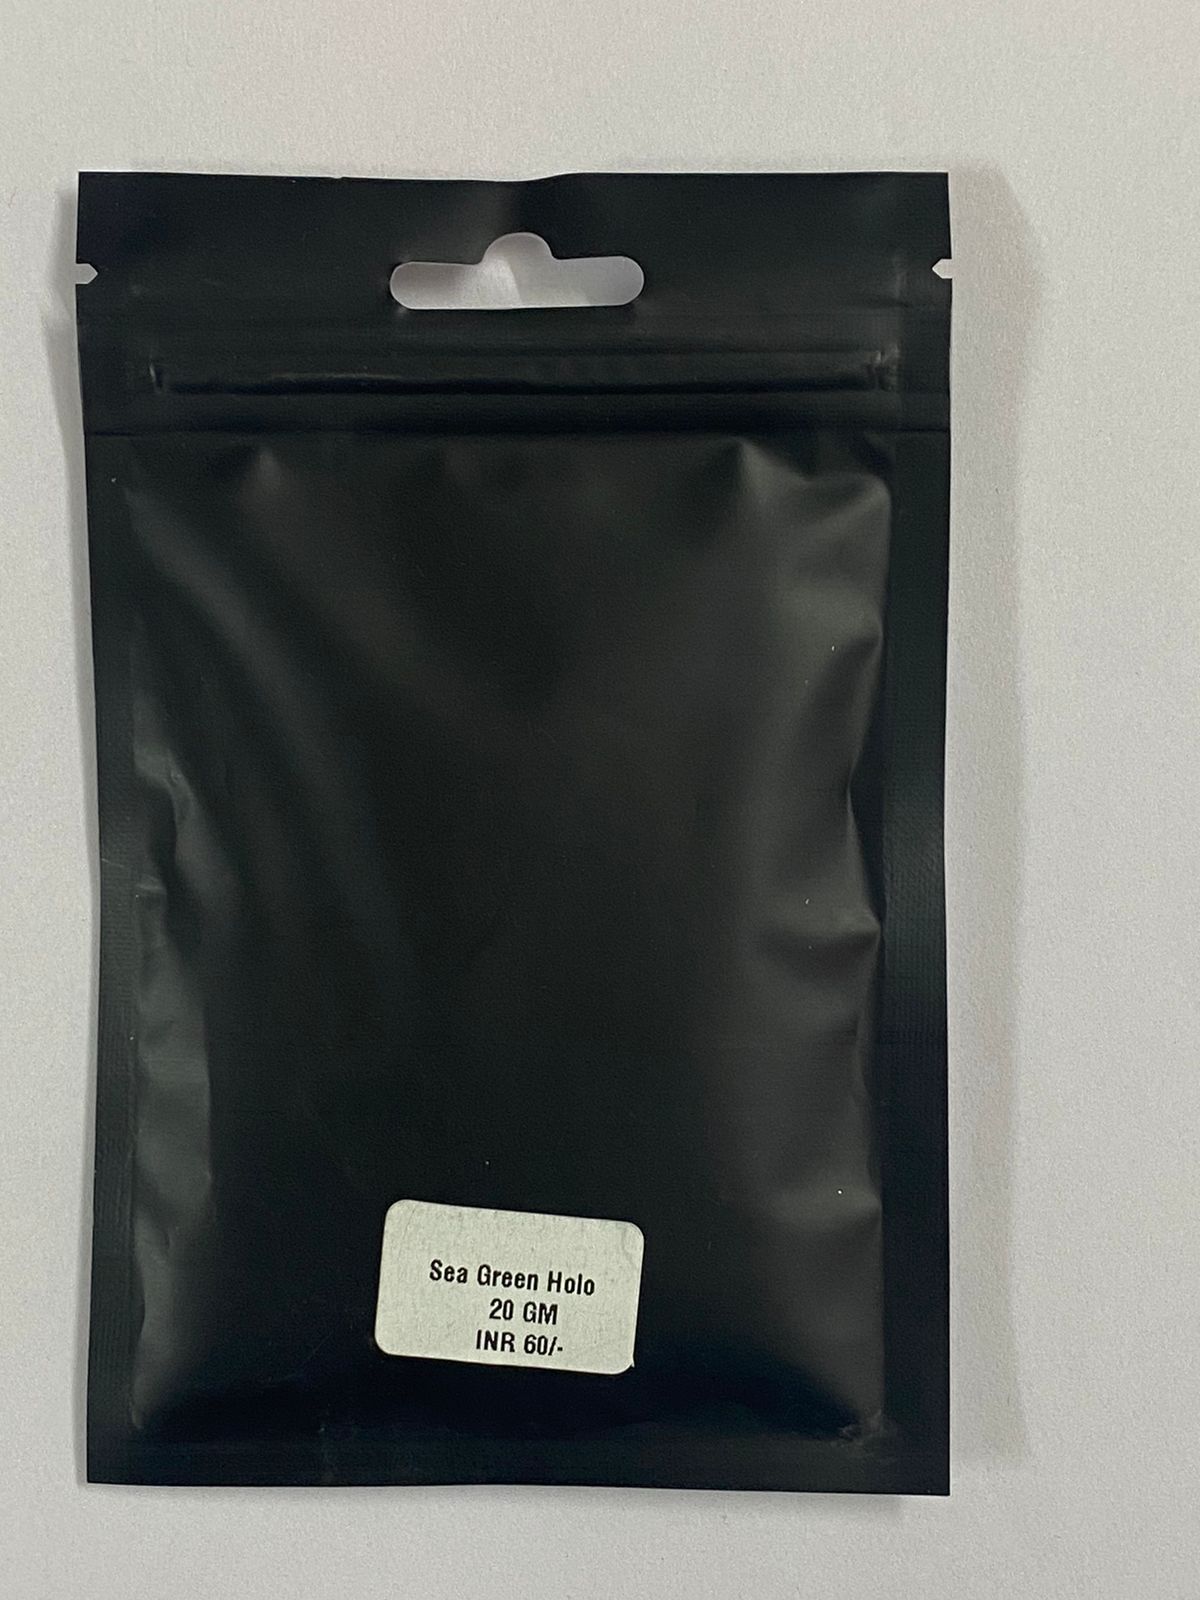 Sea Green Holo
20 GM
INR 60/-